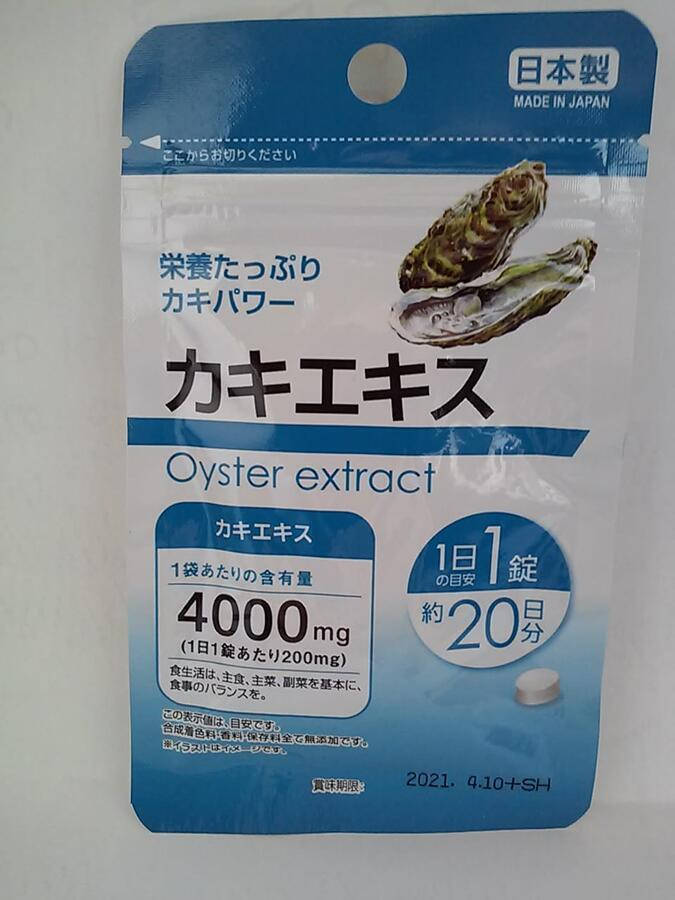 日本製
MADE IN JAPAN
ここからお切りください
栄養たっぷり
カキパワー
カキエキス
Oyster extract
カキエキス
1袋あたりの含有量
4000mg
(1日1錠あたり200mg)
食生活は、主食、主菜、副菜を基本に、
食事のバランスを。
1日の目安1錠
約20日分
この表示値は、目安です。
合成着色料・香料・保存料全て無添加です。
※イラストはイメージです。
賞味期限: 2021. 4.10+SH